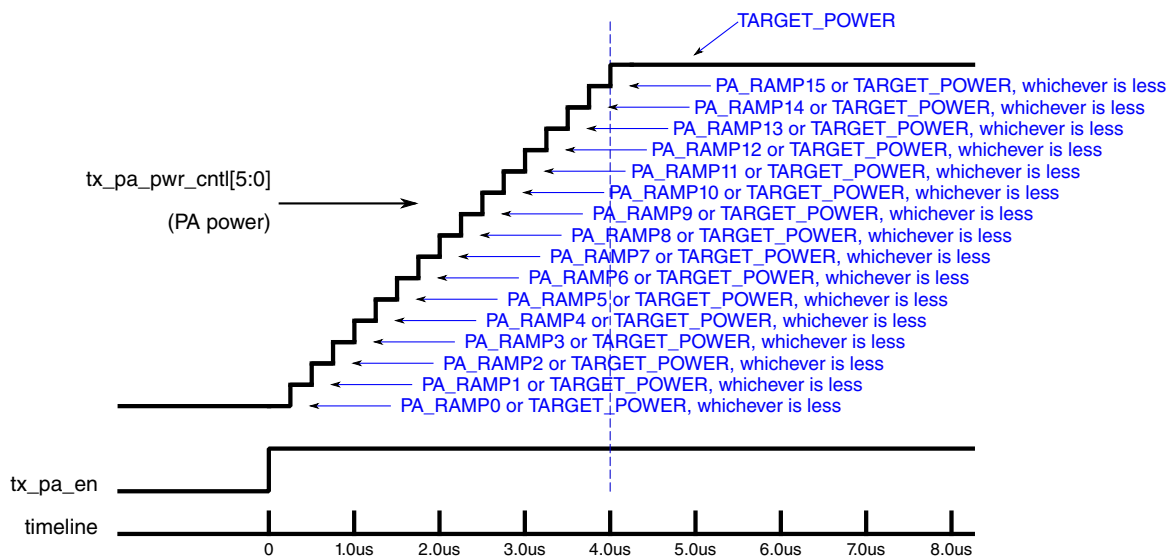 TARGET_POWER
PA_RAMP15 or TARGET_POWER, whichever is less
PA_RAMP14 or TARGET_POWER, whichever is less
PA_RAMP13 or TARGET_POWER, whichever is less
PA_RAMP12 or TARGET_POWER, whichever is less
PA_RAMP11 or TARGET_POWER, whichever is less
tx_pa_pwr_cntl[5:0]
PA_RAMP10 or TARGET_POWER, whichever is less
(PA power)
PA_RAMP9 or TARGET_POWER, whichever is less
PA_RAMP8 or TARGET_POWER, whichever is less
PA_RAMP7 or TARGET_POWER, whichever is less
PA_RAMP6 or TARGET_POWER, whichever is less
PA_RAMP5 or TARGET_POWER, whichever is less
PA_RAMP4 or TARGET_POWER, whichever is less
PA_RAMP3 or TARGET_POWER, whichever is less
PA_RAMP2 or TARGET_POWER, whichever is less
PA_RAMP1 or TARGET_POWER, whichever is less
PA_RAMP0 or TARGET_POWER, whichever is less
tx_pa_en
timeline
0 1.0us 2.0us 3.0us 4.0us 5.0us 6.0us 7.0us 8.0us